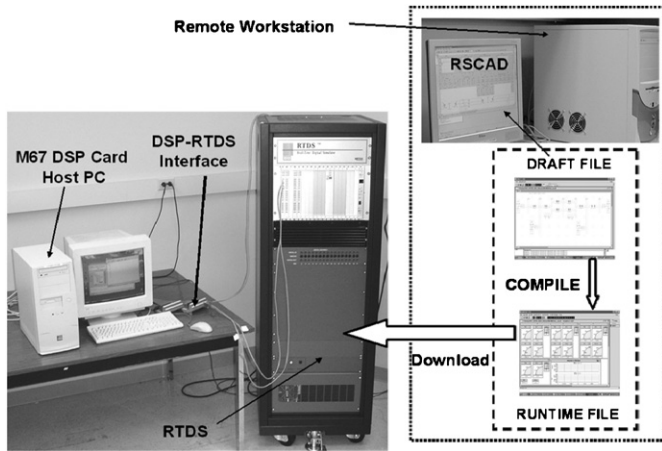 Remote Workstation
RSCAD
M67 DSP Card
Host PC
DSP-RTDS
Interface
RTDS
DRAFT FILE
COMPILE
Download
RUNTIME FILE
RTDS